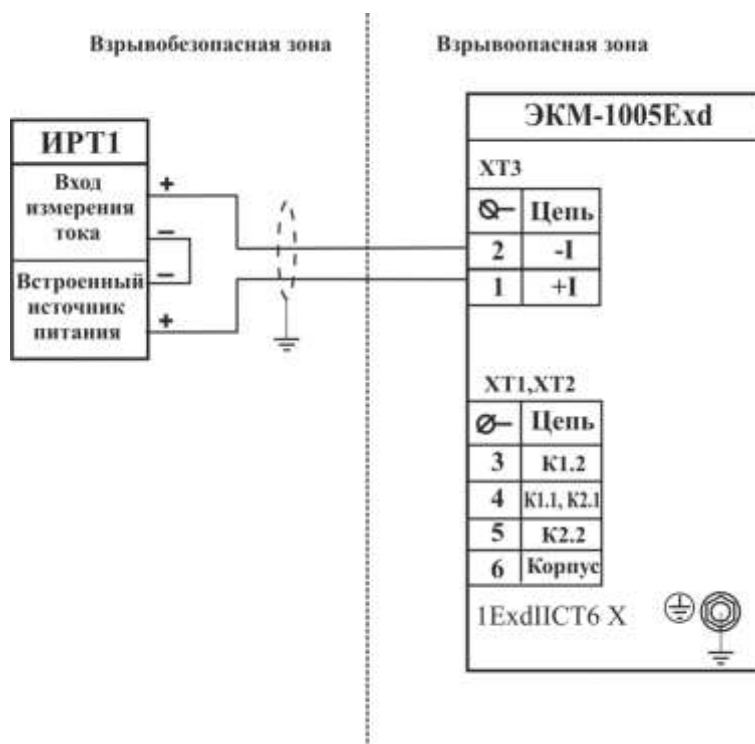 Взрывобезопасная зона
Взрывоопасная зона
ИРТ1
Вход
измерения
тока
+
–
Встроенный
источник
питания
–
+
ЭКМ-1005Exd
XT3
Цепь
2 -I
1 +I
XT1,XT2
Цепь
3 K1.2
4 K1.1, K2.1
5 K2.2
6 Корпус
1ExdIICT6 X